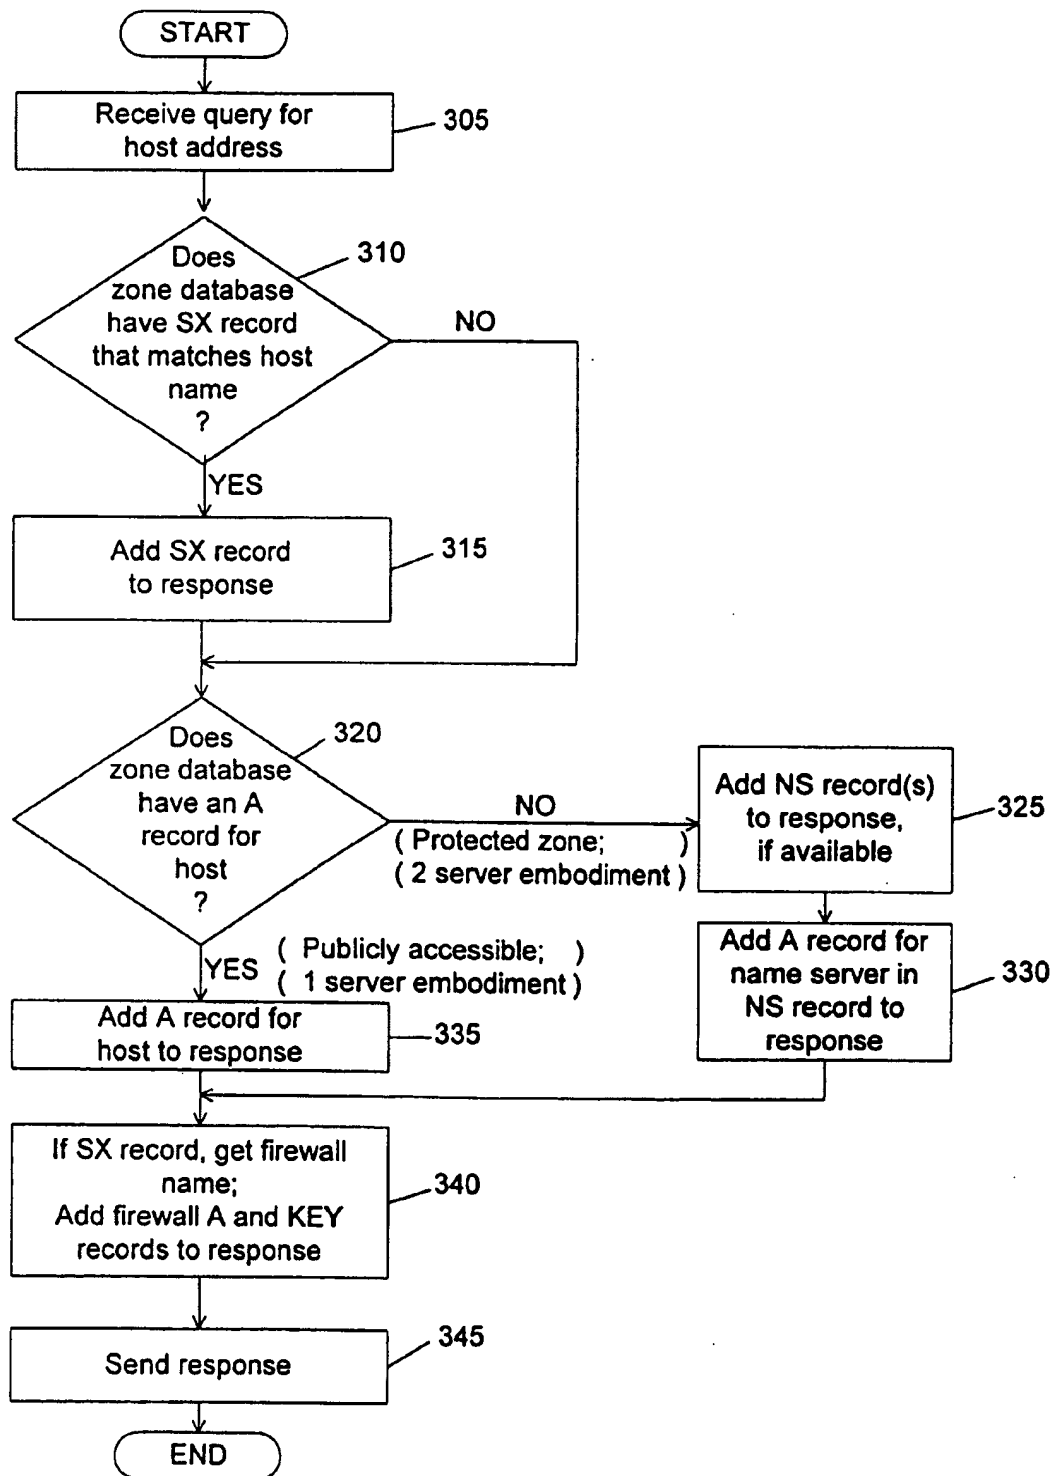 START
Receive query for
host address
305
Does
zone database
have SX record
that matches host
name
?
310
NO
YES
Add SX record
to response
315
Does
zone database
have an A
record for
host
?
320
NO
( Protected zone; )
( 2 server embodiment )
Add NS record(s)
to response,
if available
325
Add A record for
name server in
NS record to
response
330
YES
( Publicly accessible; )
( 1 server embodiment )
Add A record for
host to response
335
If SX record, get firewall
name;
Add firewall A and KEY
records to response
340
Send response
345
END